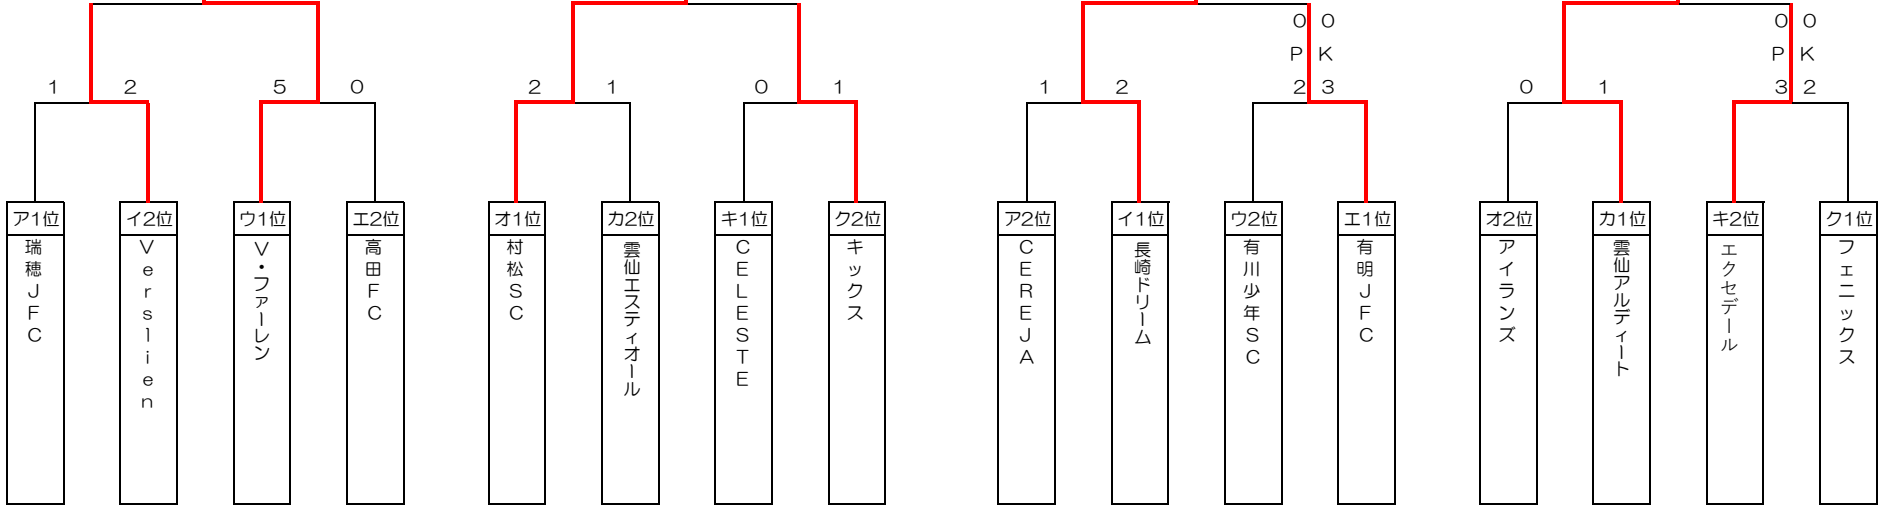 0 0 0 0
P K P K
1 2 5 0 2 1 0 1 1 2 2 3 0 1 3 2
ア1位 イ2位 ウ1位 エ2位 オ1位 カ2位 キ1位 ク2位 ア2位 イ1位 ウ2位 エ1位 オ2位 カ1位 キ2位 ク1位
瑞穂JFC
Verslien
V・ファーレン
高田FC
村松SC
雲仙エスティオール
CELESTE
キックス
CEREJA
長崎ドリーム
有川少年SC
有明JFC
アイランズ
雲仙アルディート
エクセデール
フェニックス